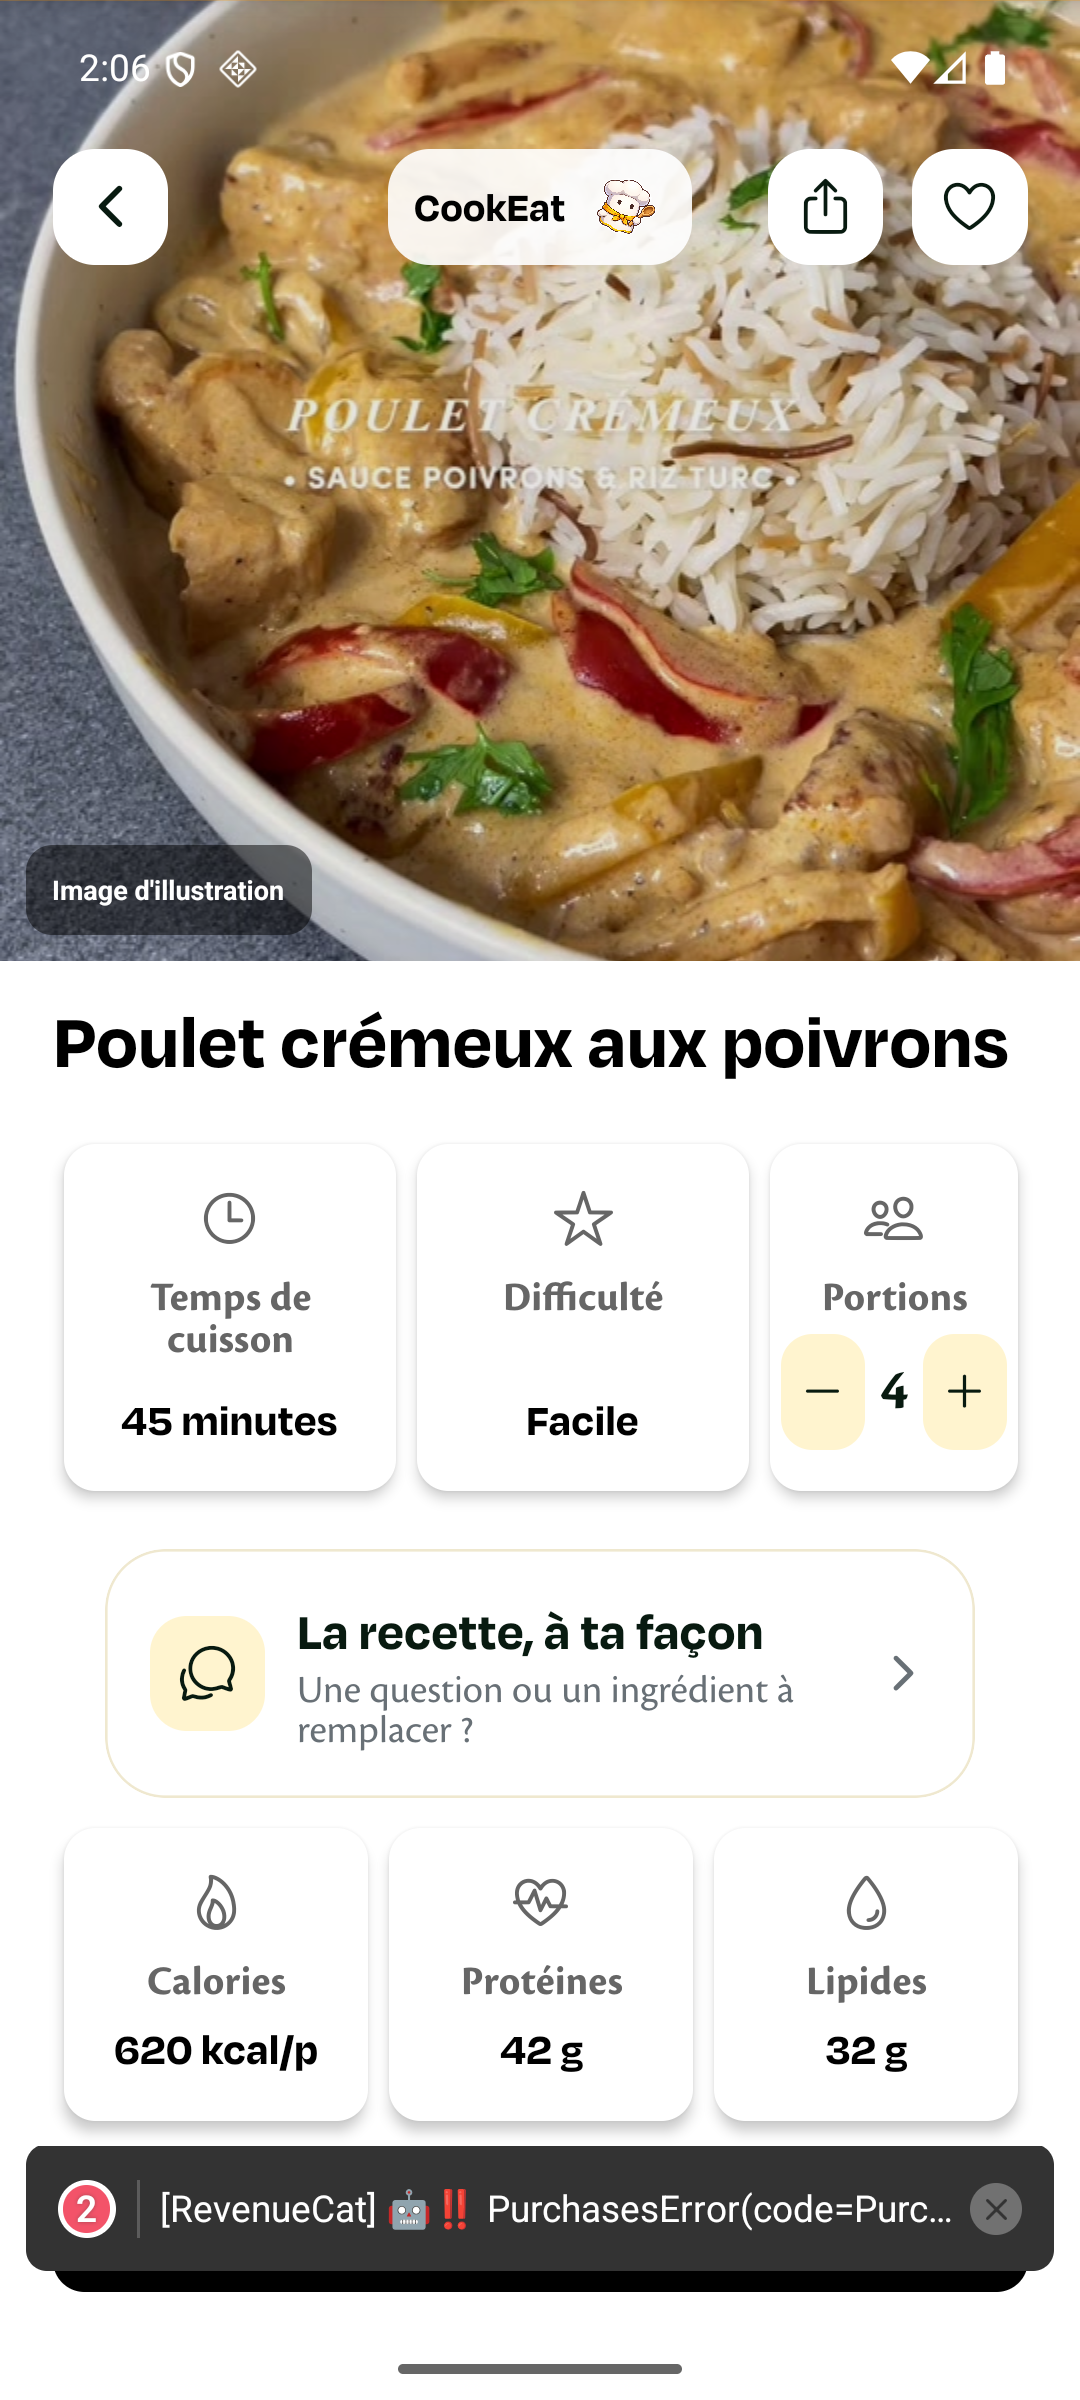 2:06
CookEat
POULET CRÉMEUX
• SAUCE POIVRONS & RIZ TURC •
Image d'illustration
Poulet crémeux aux poivrons
Temps de
cuisson
45 minutes
Difficulté
Facile
Portions
4
La recette, à ta façon
Une question ou un ingrédient à
remplacer ?
Calories
620 kcal/p
Protéines
42 g
Lipides
32 g
2
[RevenueCat] 🤖‼️ PurchasesError(code=Purc...